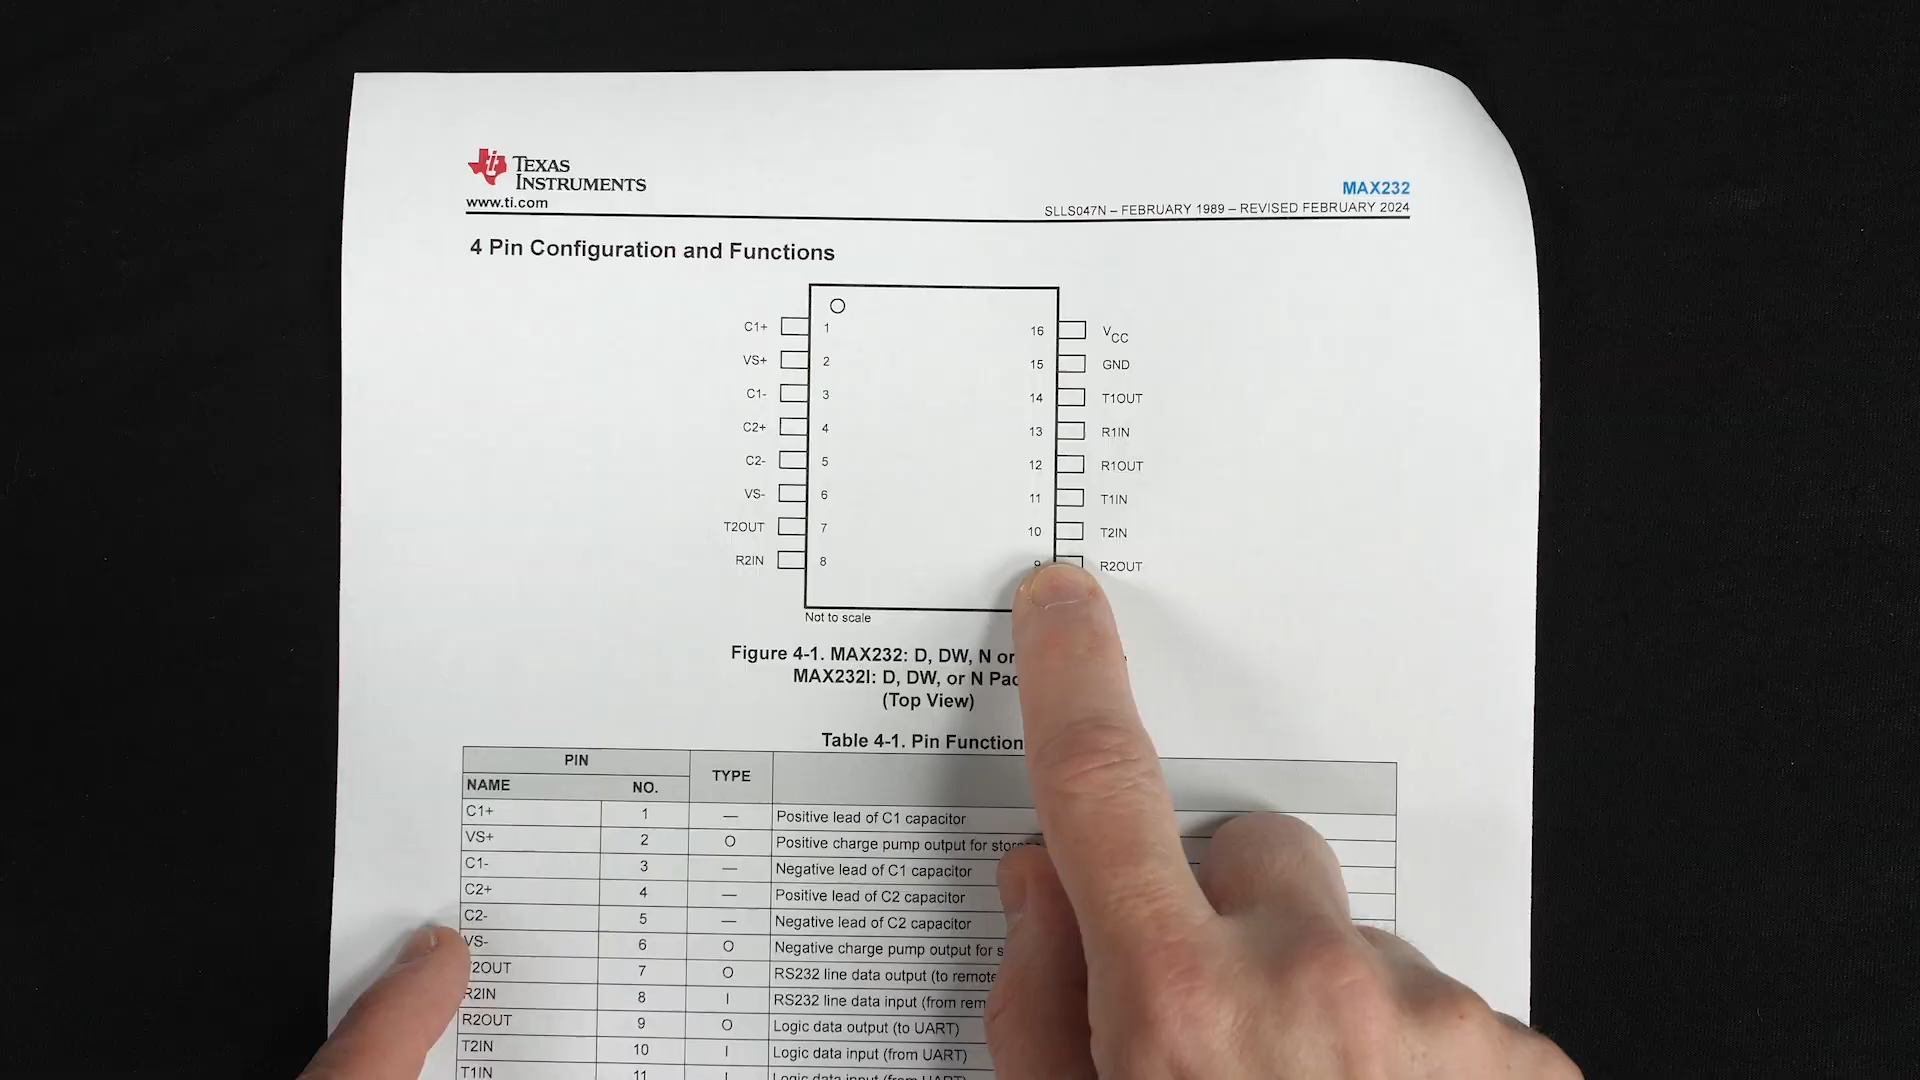 TEXAS
INSTRUMENTS
www.ti.com
MAX232
SLLS047N – FEBRUARY 1989 – REVISED FEBRUARY 2024
4 Pin Configuration and Functions
C1+ 1 16 VCC
VS+ 2 15 GND
C1- 3 14 T1OUT
C2+ 4 13 R1IN
C2- 5 12 R1OUT
VS- 6 11 T1IN
T2OUT 7 10 T2IN
R2IN 8 9 R2OUT
Not to scale
Figure 4-1. MAX232: D, DW, N or
MAX232I: D, DW, or N
(Top View)
Table 4-1. Pin
PIN
TYPE
NAME NO.
C1+ 1 — Positive lead of C1 capacitor
VS+ 2 O Positive charge pump output for
C1- 3 — Negative lead of C1 capacitor
C2+ 4 — Positive lead of C2 capacitor
C2- 5 — Negative lead of C2 capacitor
VS- 6 O Negative charge pump output for
7 O RS232 line data output (to remote
R2IN 8 I RS232 line data input (from
R2OUT 9 O Logic data output (to UART)
T2IN 10 I Logic data input (from UART)
T1IN 11 I Logic data input (from UART)